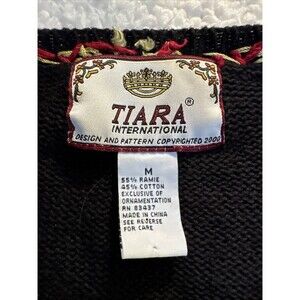 TIARA®
INTERNATIONAL
DESIGN AND PATTERN COPYRIGHTED 2000
M
55% RAMIE
45% COTTON
EXCLUSIVE OF
ORNAMENTATION
RN 83437
MADE IN CHINA
SEE REVERSE
FOR CARE